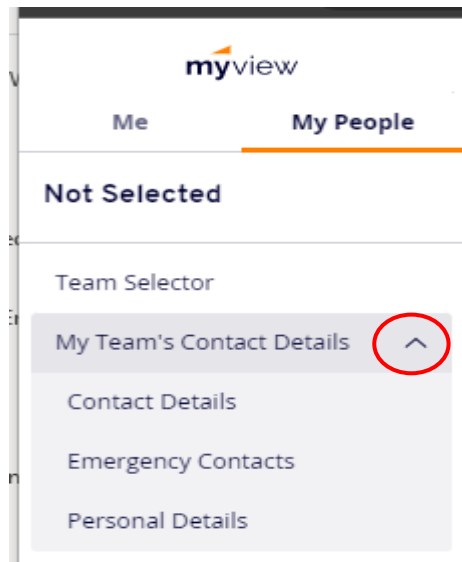 myview
Me My People
Not Selected
Team Selector
My Team's Contact Details
Contact Details
Emergency Contacts
Personal Details